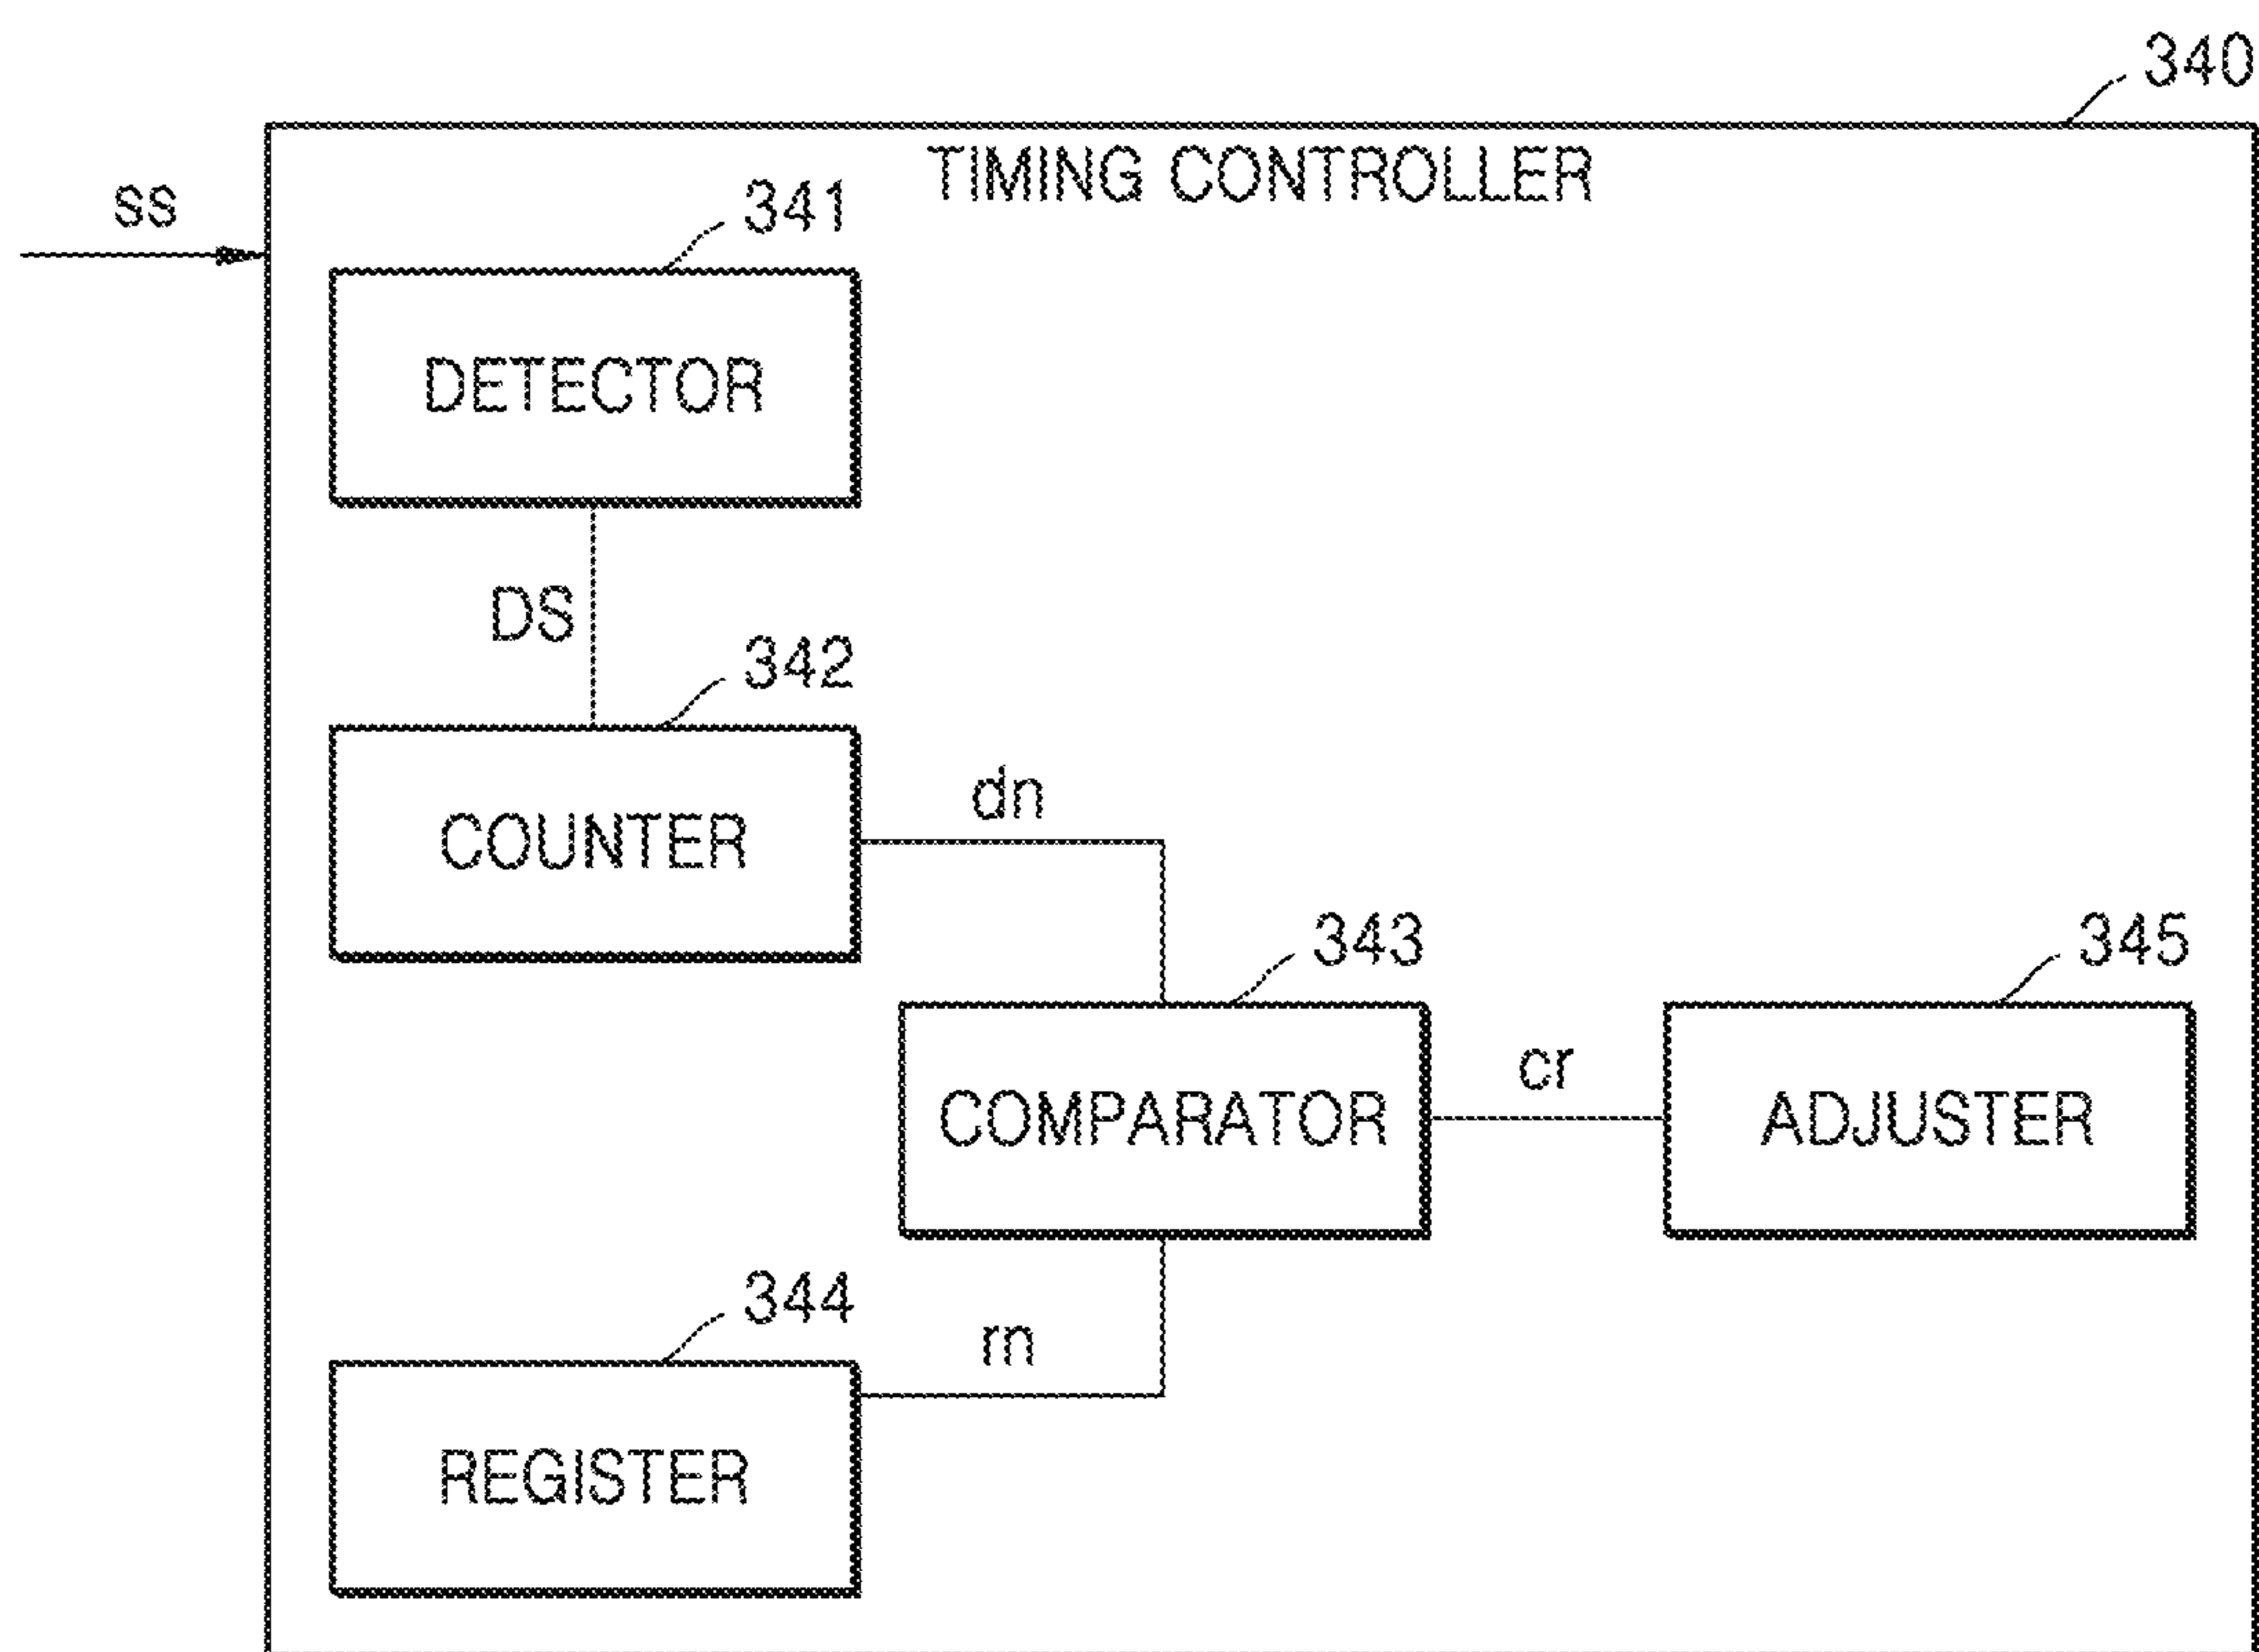 340
TIMING CONTROLLER
ss
341
DETECTOR
DS
342
dn
COUNTER
343
345
cr
COMPARATOR
ADJUSTER
344
rn
REGISTER